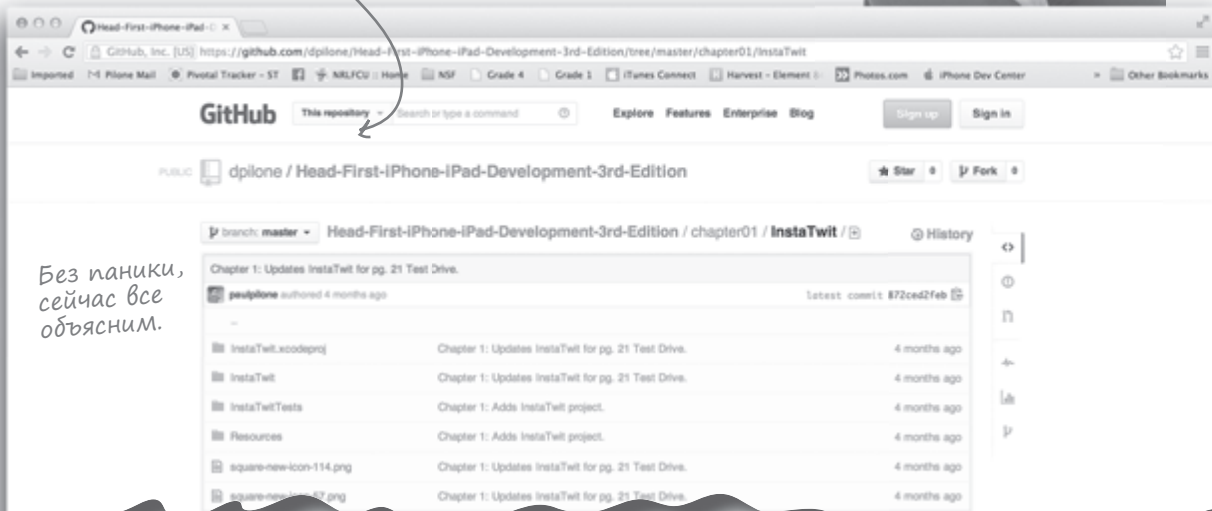 Head-First-iPhone-iPad-D
GitHub, Inc. [US] https://github.com/dpilone/Head-First-iPhone-iPad-Development-3rd-Edition/tree/master/chapter01/InstaTwit
Imported Pilone Mail Pivotal Tracker - ST NRLFCU :: Home NSF Grade 4 Grade 1 iTunes Connect Harvest - Element 8 Photos.com iPhone Dev Center » Other Bookmarks
GitHub This repository Search or type a command Explore Features Enterprise Blog Sign up Sign in
PUBLIC dpilone / Head-First-iPhone-iPad-Development-3rd-Edition Star 0 Fork 0
branch: master Head-First-iPhone-iPad-Development-3rd-Edition / chapter01 / InstaTwit / History
Без паники,
сейчас все
объясним.
Chapter 1: Updates InstaTwit for pg. 21 Test Drive.
paulpilone authored 4 months ago latest commit 872ced2feb
..
InstaTwit.xcodeproj Chapter 1: Updates InstaTwit for pg. 21 Test Drive. 4 months ago
InstaTwit Chapter 1: Updates InstaTwit for pg. 21 Test Drive. 4 months ago
InstaTwitTests Chapter 1: Adds InstaTwit project. 4 months ago
Resources Chapter 1: Adds InstaTwit project. 4 months ago
square-new-icon-114.png Chapter 1: Updates InstaTwit for pg. 21 Test Drive. 4 months ago
square-new-icon-57.png Chapter 1: Updates InstaTwit for pg. 21 Test Drive. 4 months ago